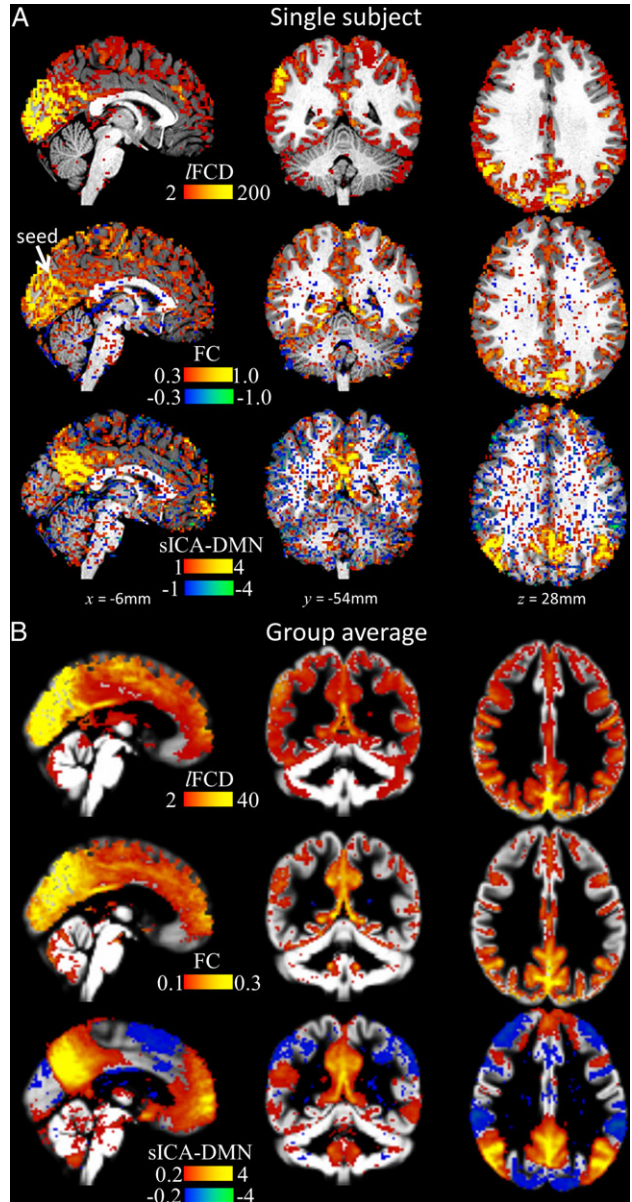 A
Single subject
lFCD
2 200
seed
FC
0.3 1.0
-0.3 -1.0
sICA-DMN
1 4
-1 -4
x = -6mm y = -54mm z = 28mm
B
Group average
lFCD
2 40
FC
0.1 0.3
sICA-DMN
0.2 4
-0.2 -4